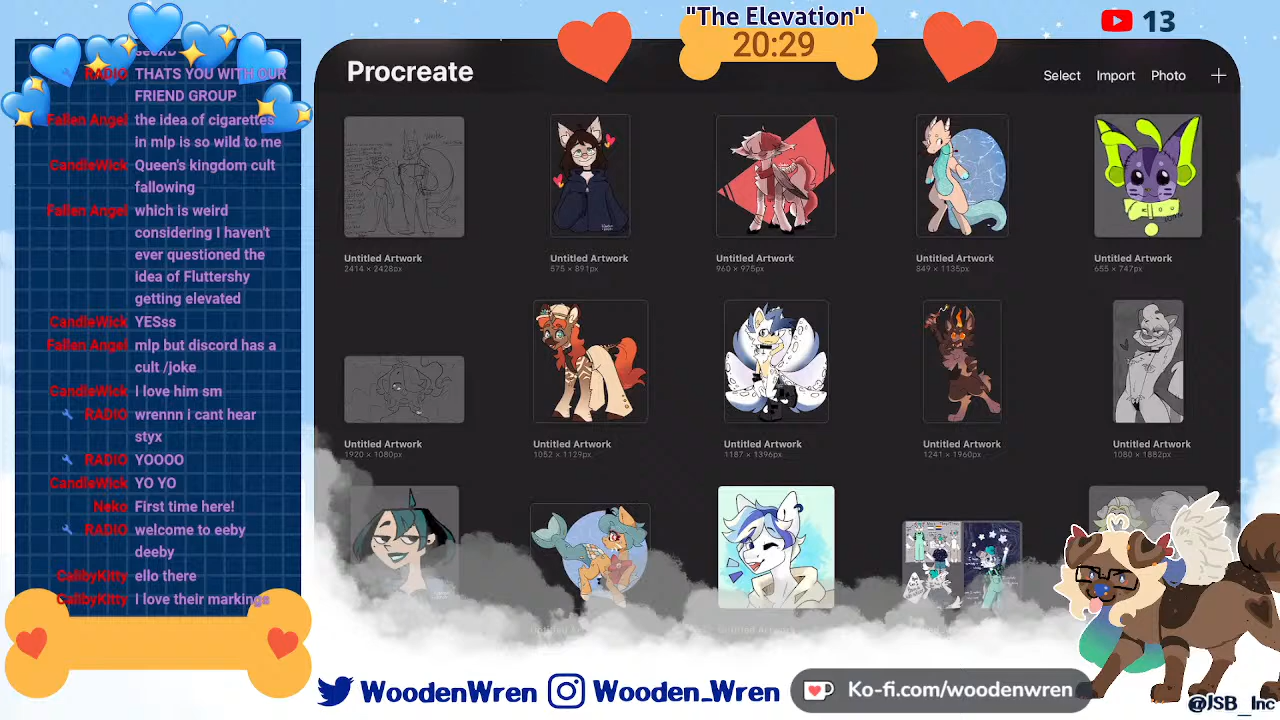 "The Elevation"
20:29
13
RADIO THATS YOU WITH OUR
FRIEND GROUP
Fallen Angel the idea of cigarettes
in mlp is so wild to me
CandleWick Queen's kingdom cult
fallowing
Fallen Angel which is weird
considering I haven't
ever questioned the
idea of Fluttershy
getting elevated
CandleWick YESss
Fallen Angel mlp but discord has a
cult /joke
CandleWick I love him sm
RADIO wrennn i cant hear
styx
RADIO YOOOO
CandleWick YO YO
Neko First time here!
RADIO welcome to eeby
deeby
CalibyKitty ello there
CalibyKitty I love their markings
Procreate
Select Import Photo
Untitled Artwork
2414 × 2428px
Untitled Artwork
575 × 891px
Untitled Artwork
960 × 975px
Untitled Artwork
849 × 1135px
Untitled Artwork
655 × 747px
Untitled Artwork
1920 × 1080px
Untitled Artwork
1052 × 1129px
Untitled Artwork
1187 × 1396px
Untitled Artwork
1241 × 1960px
Untitled Artwork
1080 × 1882px
Untitled Artwork
Untitled Artwork
WoodenWren
Wooden_Wren
Ko-fi.com/woodenwren
@JSB_Inc